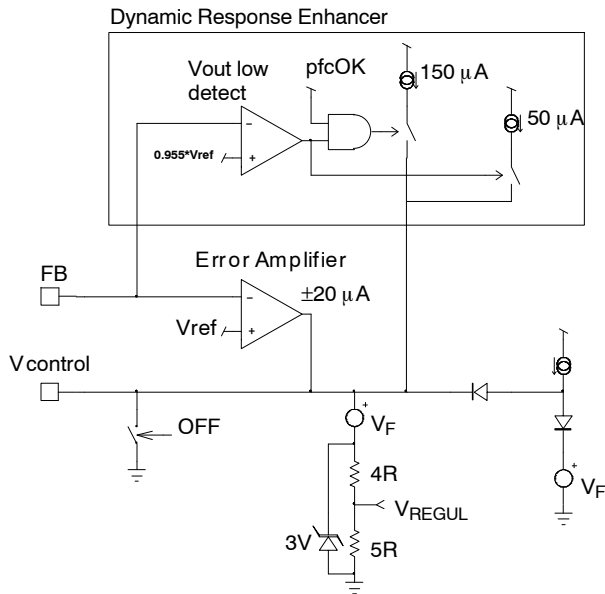 Dynamic Response Enhancer
Vout low
detect
pfcOK
150 μA
50 μA
−
+
0.955*Vref
Error Amplifier
FB
−
±20 μA
Vref
+
Vcontrol
OFF
+
VF
4R
VREGUL
3V
5R
+
VF